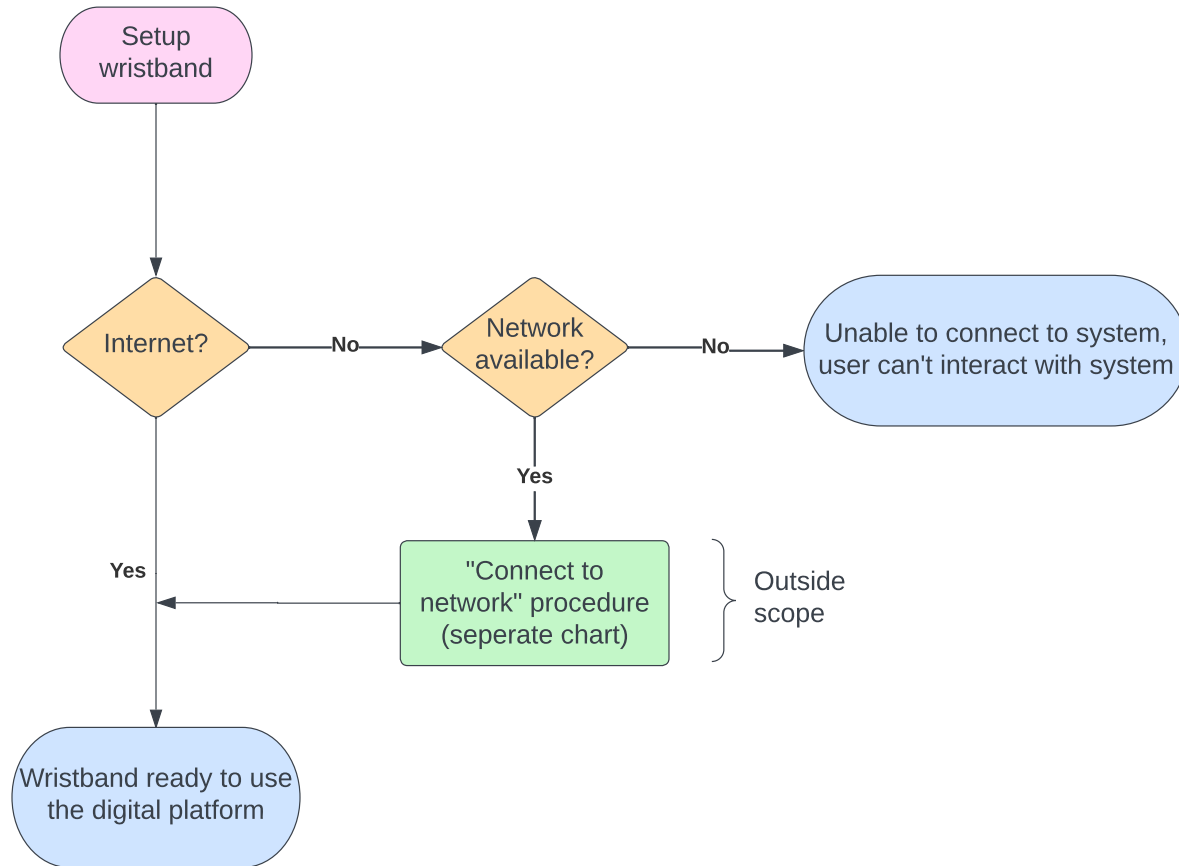 Setup
wristband
Internet?
No
Network
available?
No
Unable to connect to system,
user can't interact with system
Yes
Yes
"Connect to
network" procedure
(seperate chart)
Outside
scope
Wristband ready to use
the digital platform